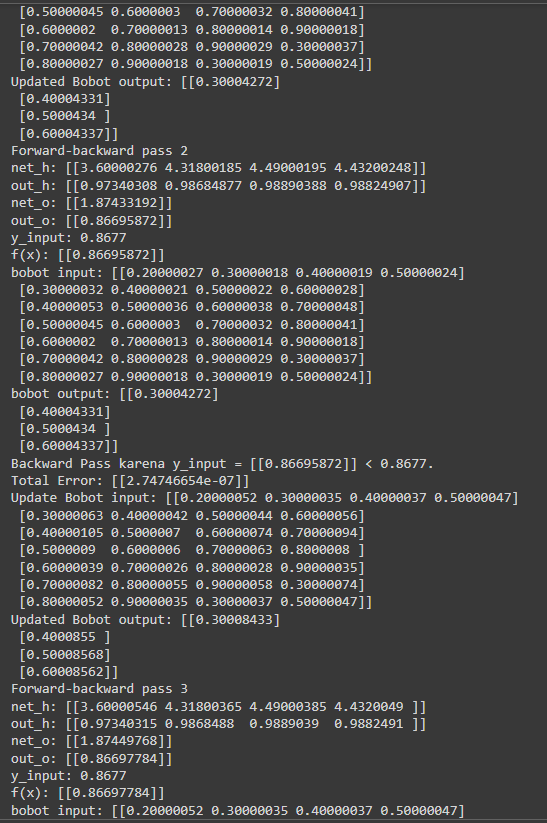 [0.50000045 0.6000003  0.70000032 0.80000041]
[0.6000002  0.70000013 0.80000014 0.90000018]
[0.70000042 0.80000028 0.90000029 0.30000037]
[0.80000027 0.90000018 0.30000019 0.50000024]]
Updated Bobot output: [[0.30004272]
[0.40004331]
[0.5000434 ]
[0.60004337]]
Forward-backward pass 2
net_h: [[3.60000276 4.31800185 4.49000195 4.43200248]]
out_h: [[0.97340308 0.98684877 0.98890388 0.98824907]]
net_o: [[1.87433192]]
out_o: [[0.86695872]]
y_input: 0.8677
f(x): [[0.86695872]]
bobot input: [[0.20000027 0.30000018 0.40000019 0.50000024]
[0.30000032 0.40000021 0.50000022 0.60000028]
[0.40000053 0.50000036 0.60000038 0.70000048]
[0.50000045 0.6000003  0.70000032 0.80000041]
[0.6000002  0.70000013 0.80000014 0.90000018]
[0.70000042 0.80000028 0.90000029 0.30000037]
[0.80000027 0.90000018 0.30000019 0.50000024]]
bobot output: [[0.30004272]
[0.40004331]
[0.5000434 ]
[0.60004337]]
Backward Pass karena y_input = [[0.86695872]] < 0.8677.
Total Error: [[2.74746654e-07]]
Update Bobot input: [[0.20000052 0.30000035 0.40000037 0.50000047]
[0.30000063 0.40000042 0.50000044 0.60000056]
[0.40000105 0.5000007  0.60000074 0.70000094]
[0.5000009  0.6000006  0.70000063 0.8000008 ]
[0.60000039 0.70000026 0.80000028 0.90000035]
[0.70000082 0.80000055 0.90000058 0.30000074]
[0.80000052 0.90000035 0.30000037 0.50000047]]
Updated Bobot output: [[0.30008433]
[0.4000855 ]
[0.50008568]
[0.60008562]]
Forward-backward pass 3
net_h: [[3.60000546 4.31800365 4.49000385 4.4320049 ]]
out_h: [[0.97340315 0.9868488  0.9889039  0.9882491 ]]
net_o: [[1.87449768]]
out_o: [[0.86697784]]
y_input: 0.8677
f(x): [[0.86697784]]
bobot input: [[0.20000052 0.30000035 0.40000037 0.50000047]